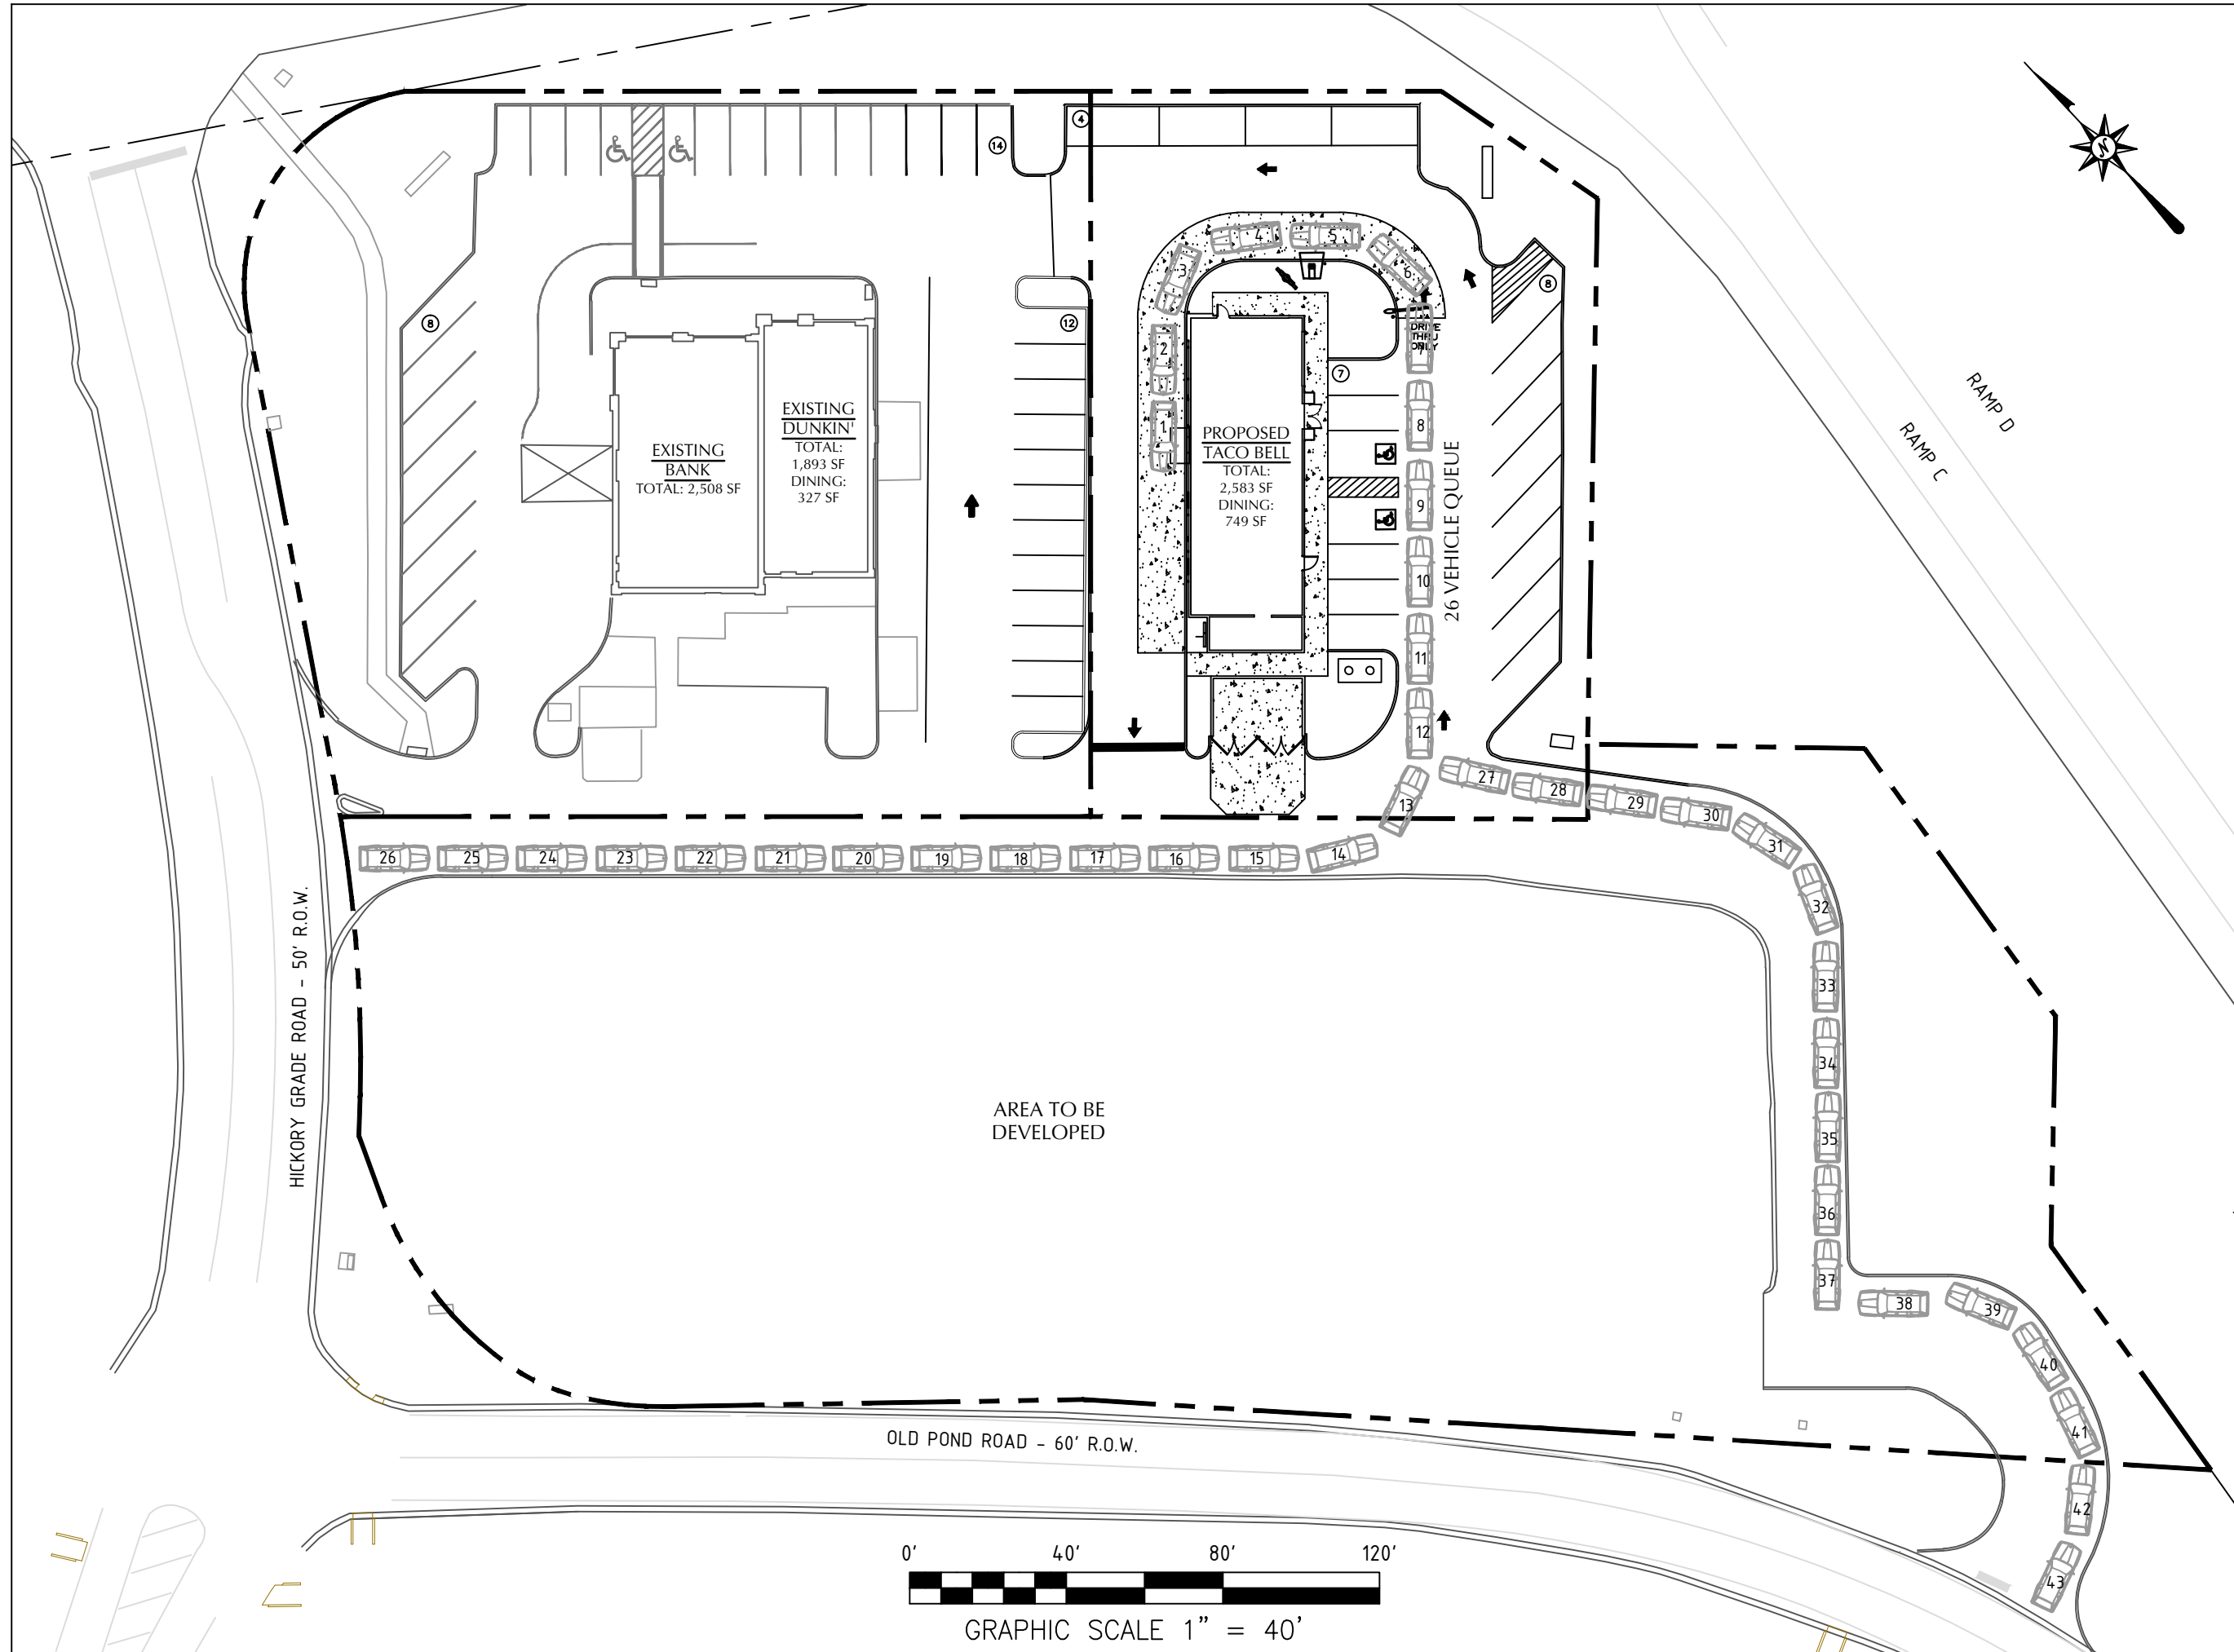 4
14
8
12
8
7
N
4
5
3
6
2
1
DRIVE
THRU
ONLY
7
8
9
10
11
12
26 VEHICLE QUEUE
EXISTING
BANK
TOTAL: 2,508 SF
EXISTING
DUNKIN'
TOTAL:
1,893 SF
DINING:
327 SF
PROPOSED
TACO BELL
TOTAL:
2,583 SF
DINING:
749 SF
RAMP D
RAMP C
13
27
28
29
30
31
32
26
25
24
23
22
21
20
19
18
17
16
15
14
33
34
35
36
37
38
39
40
41
42
43
HICKORY GRADE ROAD - 50' R.O.W.
AREA TO BE
DEVELOPED
OLD POND ROAD - 60' R.O.W.
0' 40' 80' 120'
GRAPHIC SCALE 1" = 40'